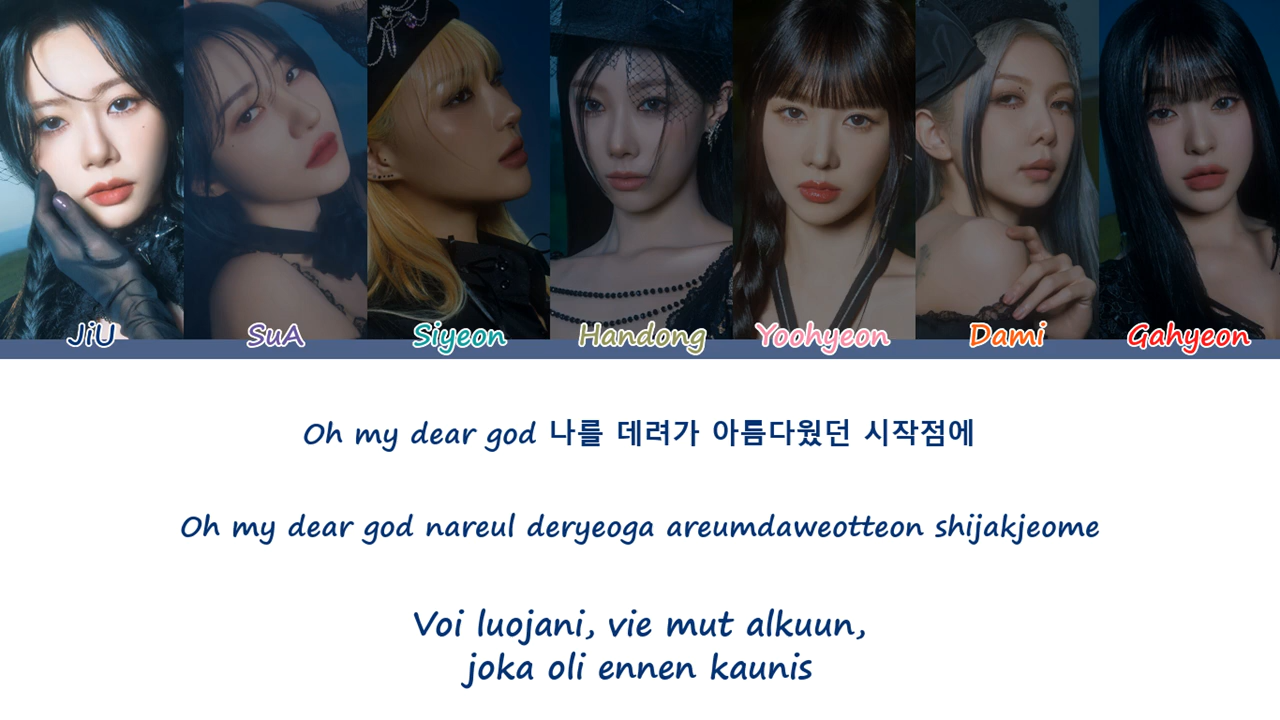 JiU SuA Siyeon Handong Yoohyeon Dami Gahyeon
Oh my dear god 나를 데려가 아름다웠던 시작점에
Oh my dear god nareul deryeoga areumdaweotteon shijakjeome
Voi luojani, vie mut alkuun,
joka oli ennen kaunis